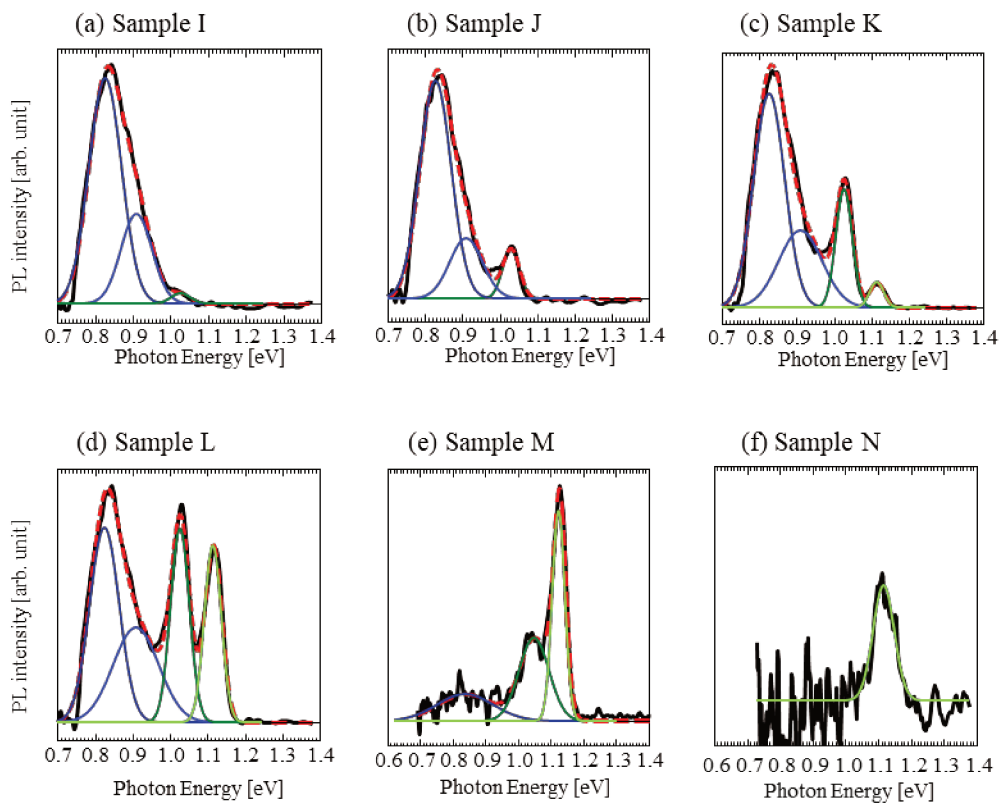 (a) Sample I
(b) Sample J
(c) Sample K
PL intensity [arb. unit]
0.7 0.8 0.9 1.0 1.1 1.2 1.3 1.4
0.7 0.8 0.9 1.0 1.1 1.2 1.3 1.4
0.7 0.8 0.9 1.0 1.1 1.2 1.3 1.4
Photon Energy [eV]
Photon Energy [eV]
Photon Energy [eV]
(d) Sample L
(e) Sample M
(f) Sample N
PL intensity [arb. unit]
0.7 0.8 0.9 1.0 1.1 1.2 1.3 1.4
0.6 0.7 0.8 0.9 1.0 1.1 1.2 1.3 1.4
0.6 0.7 0.8 0.9 1.0 1.1 1.2 1.3 1.4
Photon Energy [eV]
Photon Energy [eV]
Photon Energy [eV]